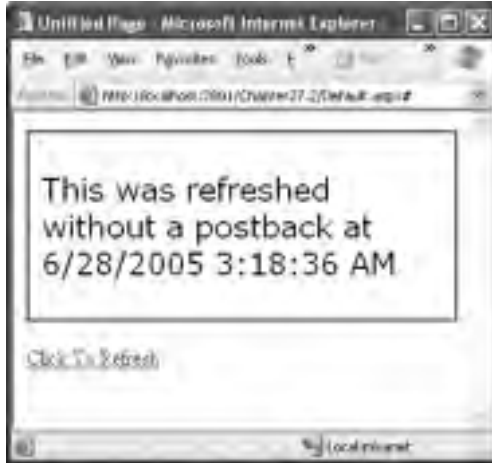 Untitled Page - Microsoft Internet Explorer
File Edit View Favorites Tools
This was refreshed
without a postback at
6/28/2005 3:18:36 AM
Click To Refresh
Local intranet